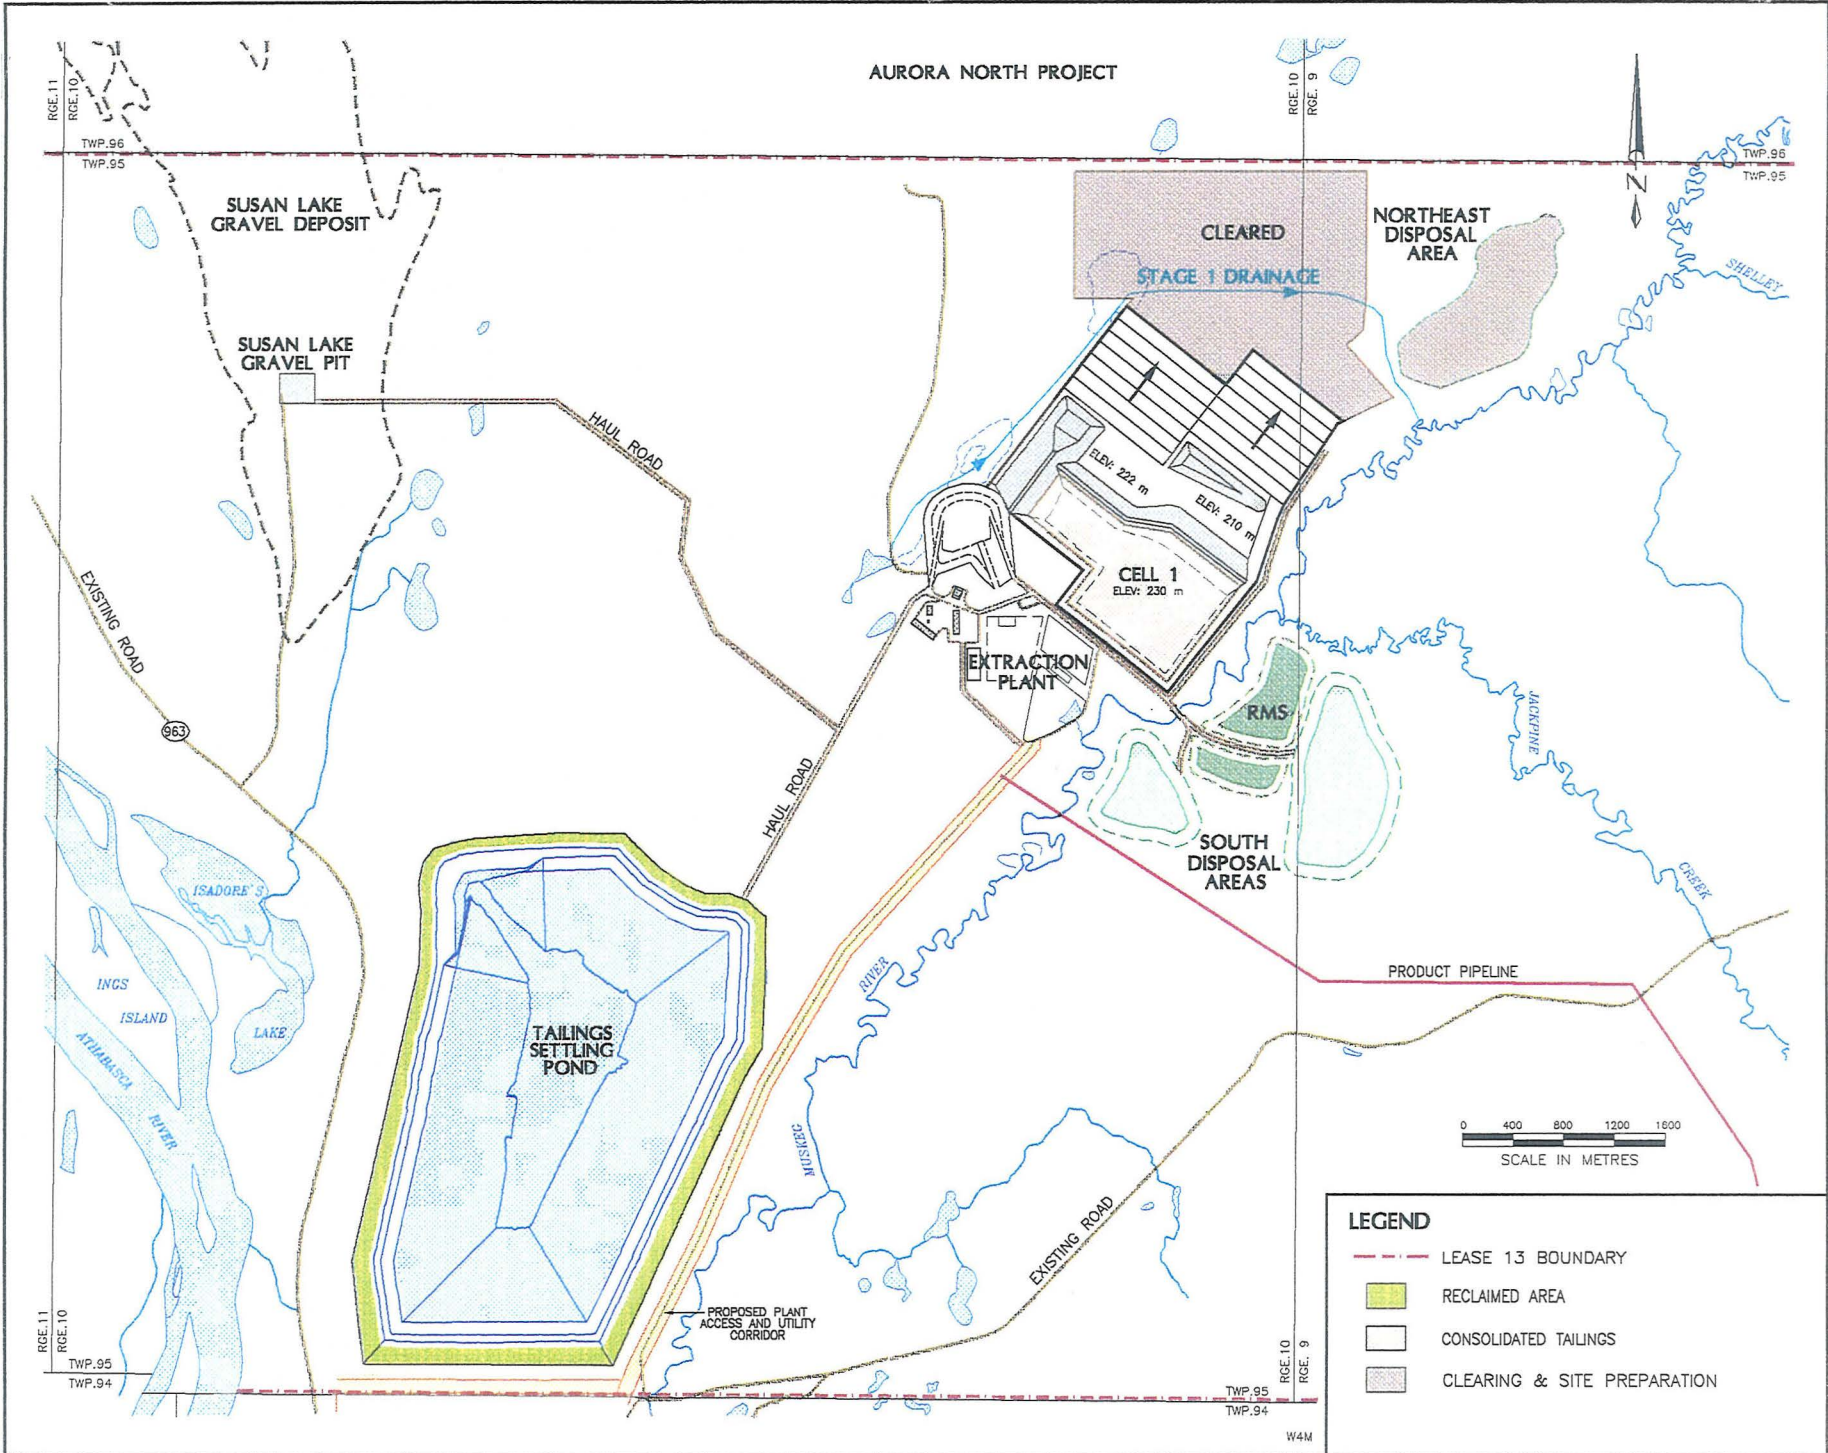 AURORA NORTH PROJECT
RGE.11
RGE.10
RGE.10
RGE. 9
TWP.96
TWP.95
TWP.96
TWP.95
N
SUSAN LAKE
GRAVEL DEPOSIT
CLEARED
NORTHEAST
DISPOSAL
AREA
STAGE 1 DRAINAGE
SHELLEY
SUSAN LAKE
GRAVEL PIT
HAUL ROAD
ELEV: 222 m
ELEV: 210 m
EXISTING ROAD
CELL 1
ELEV: 230 m
EXTRACTION
PLANT
RMS
JACKPINE
963
HAUL ROAD
SOUTH
DISPOSAL
AREAS
CREEK
ISADORE'S
RIVER
PRODUCT PIPELINE
INGS
ISLAND
LAKE
TAILINGS
SETTLING
POND
ATHABASCA
RIVER
MUSKEG
0 400 800 1200 1600
SCALE IN METRES
EXISTING ROAD
PROPOSED PLANT
ACCESS AND UTILITY
CORRIDOR
RGE.11
RGE.10
TWP.95
TWP.94
RGE.10
RGE. 9
TWP.95
TWP.94
W4M
LEGEND
LEASE 13 BOUNDARY
RECLAIMED AREA
CONSOLIDATED TAILINGS
CLEARING & SITE PREPARATION